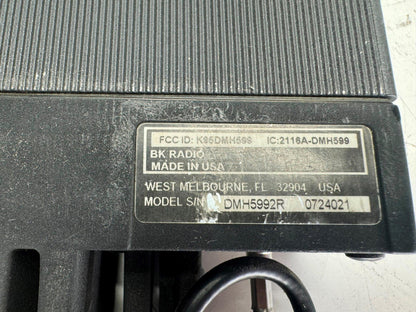 FCC ID: K95DMH599 IC:2116A-DMH599
BK RADIO
MADE IN USA
WEST MELBOURNE, FL 32904 USA
MODEL S/N DMH5992R 0724021